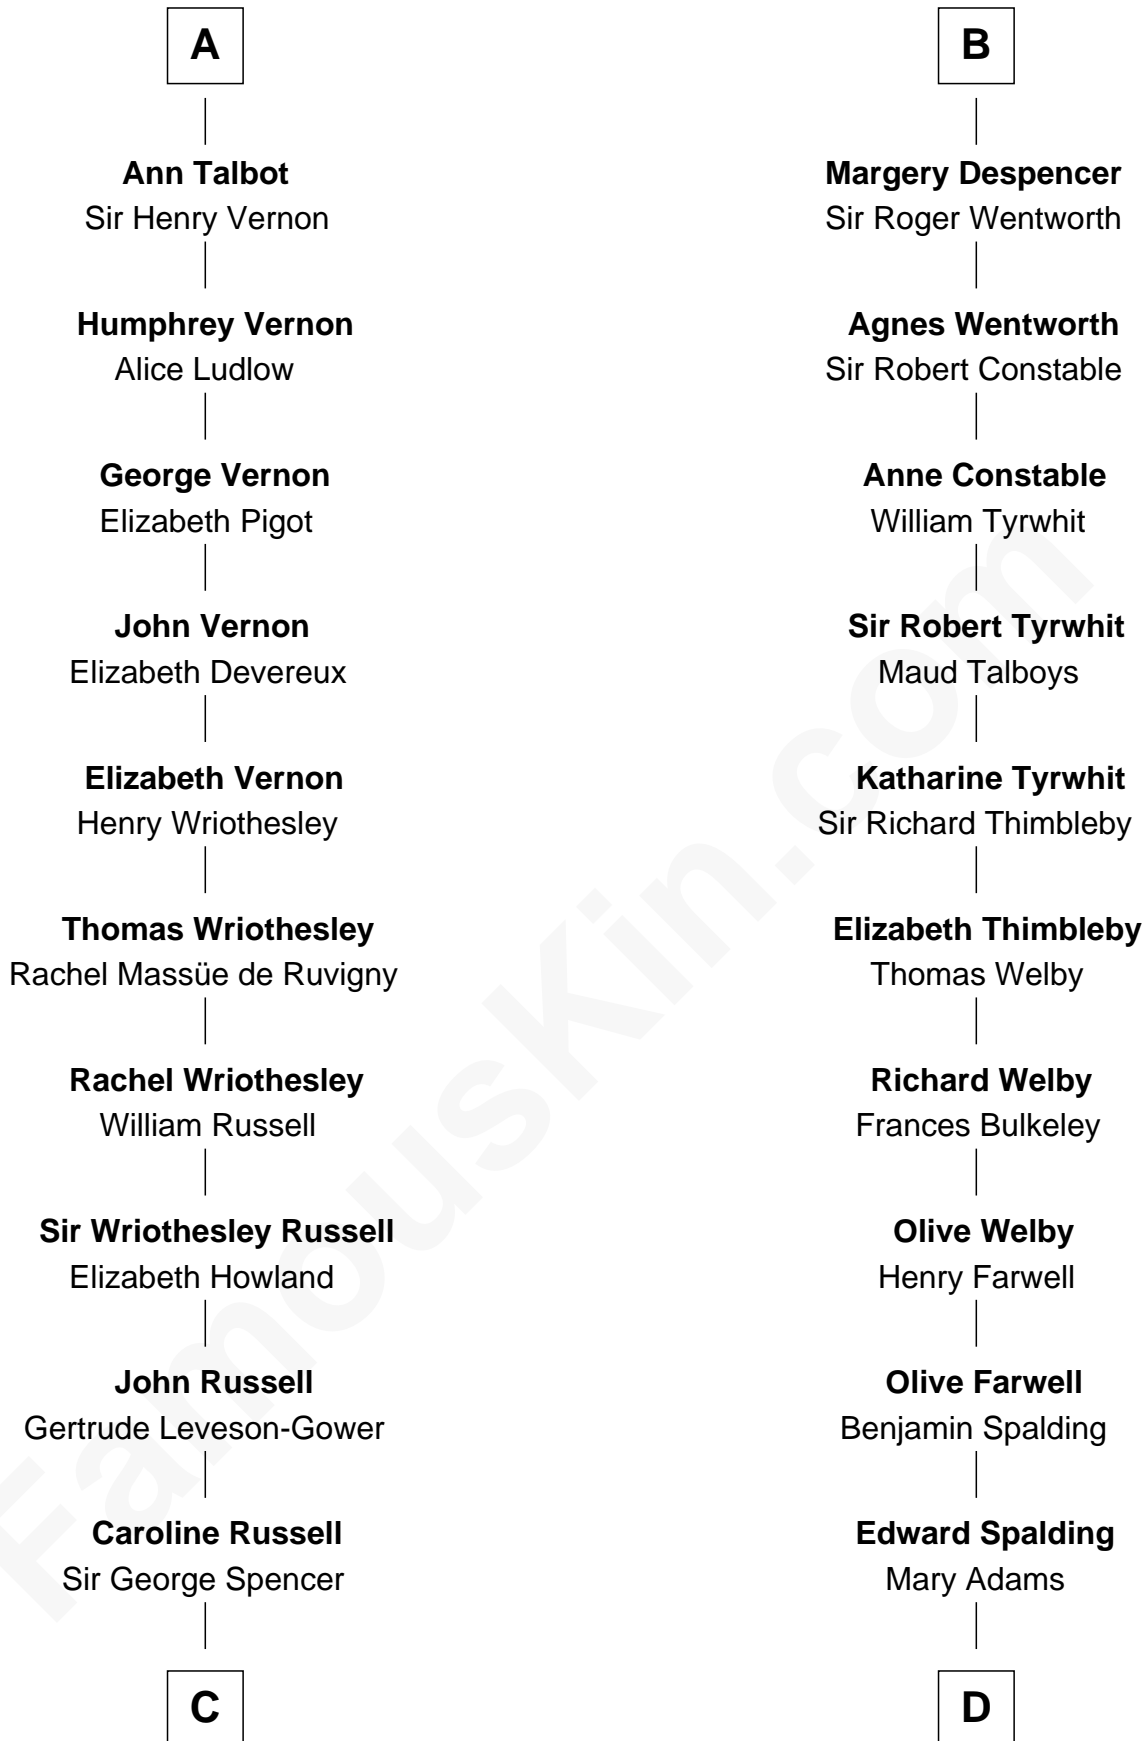 A
Ann Talbot
Sir Henry Vernon
Humphrey Vernon
Alice Ludlow
George Vernon
Elizabeth Pigot
John Vernon
Elizabeth Devereux
Elizabeth Vernon
Henry Wriothesley
Thomas Wriothesley
Rachel Massüe de Ruvigny
Rachel Wriothesley
William Russell
Sir Wriothesley Russell
Elizabeth Howland
John Russell
Gertrude Leveson-Gower
Caroline Russell
Sir George Spencer
C
B
Margery Despencer
Sir Roger Wentworth
Agnes Wentworth
Sir Robert Constable
Anne Constable
William Tyrwhit
Sir Robert Tyrwhit
Maud Talboys
Katharine Tyrwhit
Sir Richard Thimbleby
Elizabeth Thimbleby
Thomas Welby
Richard Welby
Frances Bulkeley
Olive Welby
Henry Farwell
Olive Farwell
Benjamin Spalding
Edward Spalding
Mary Adams
D
FamousKin.com